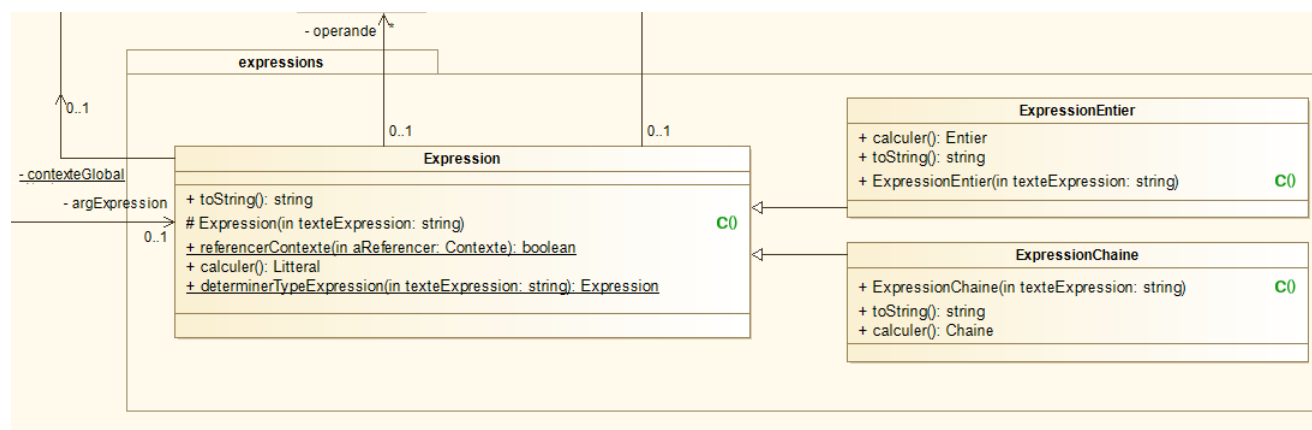 - operande
*
expressions
0..1
0..1
0..1
- contexteGlobal
- argExpression
0..1
Expression
+ toString(): string
# Expression(in texteExpression: string) C()
+ referencerContexte(in aReferencer: Contexte): boolean
+ calculer(): Litteral
+ determinerTypeExpression(in texteExpression: string): Expression
ExpressionEntier
+ calculer(): Entier
+ toString(): string
+ ExpressionEntier(in texteExpression: string) C()
ExpressionChaine
+ ExpressionChaine(in texteExpression: string) C()
+ toString(): string
+ calculer(): Chaine